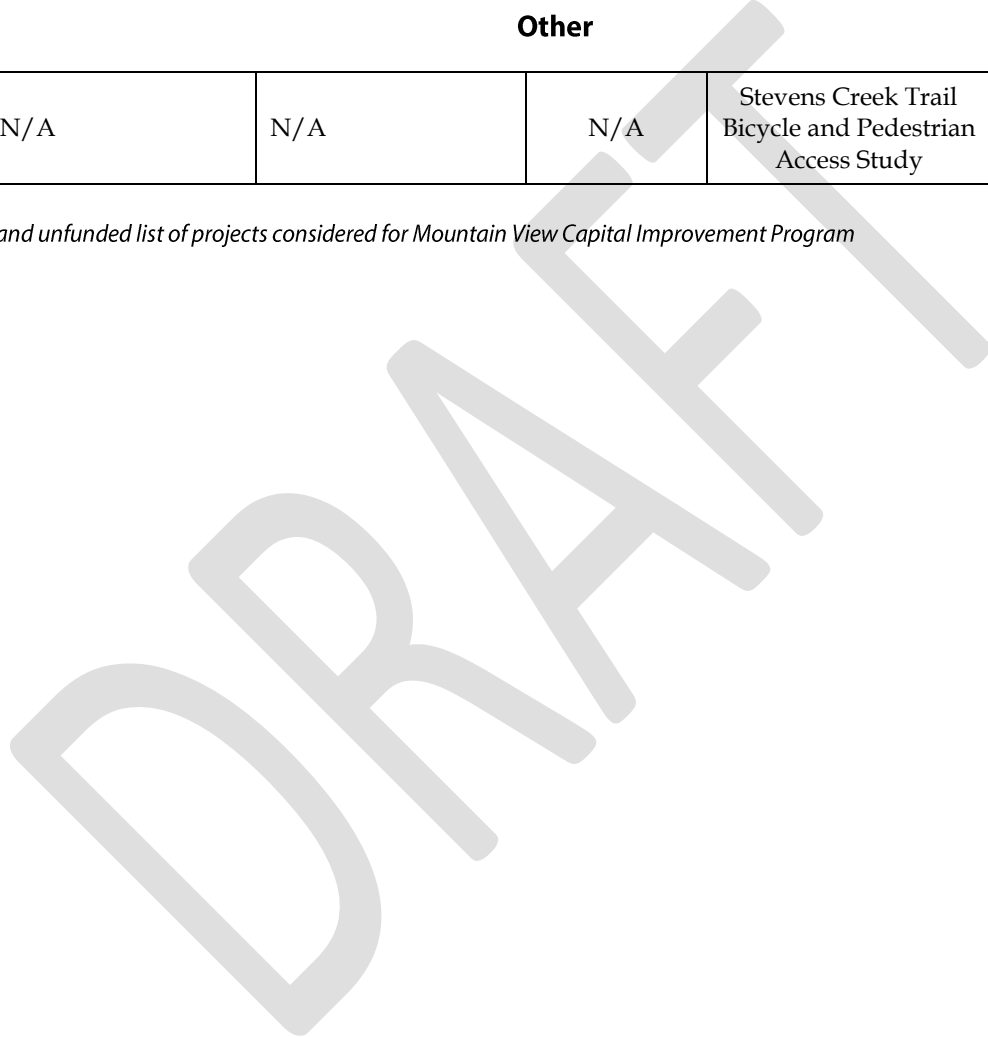 Other
N/A
N/A
N/A
Stevens Creek Trail
Bicycle and Pedestrian
Access Study
and unfunded list of projects considered for Mountain View Capital Improvement Program
DRAFT